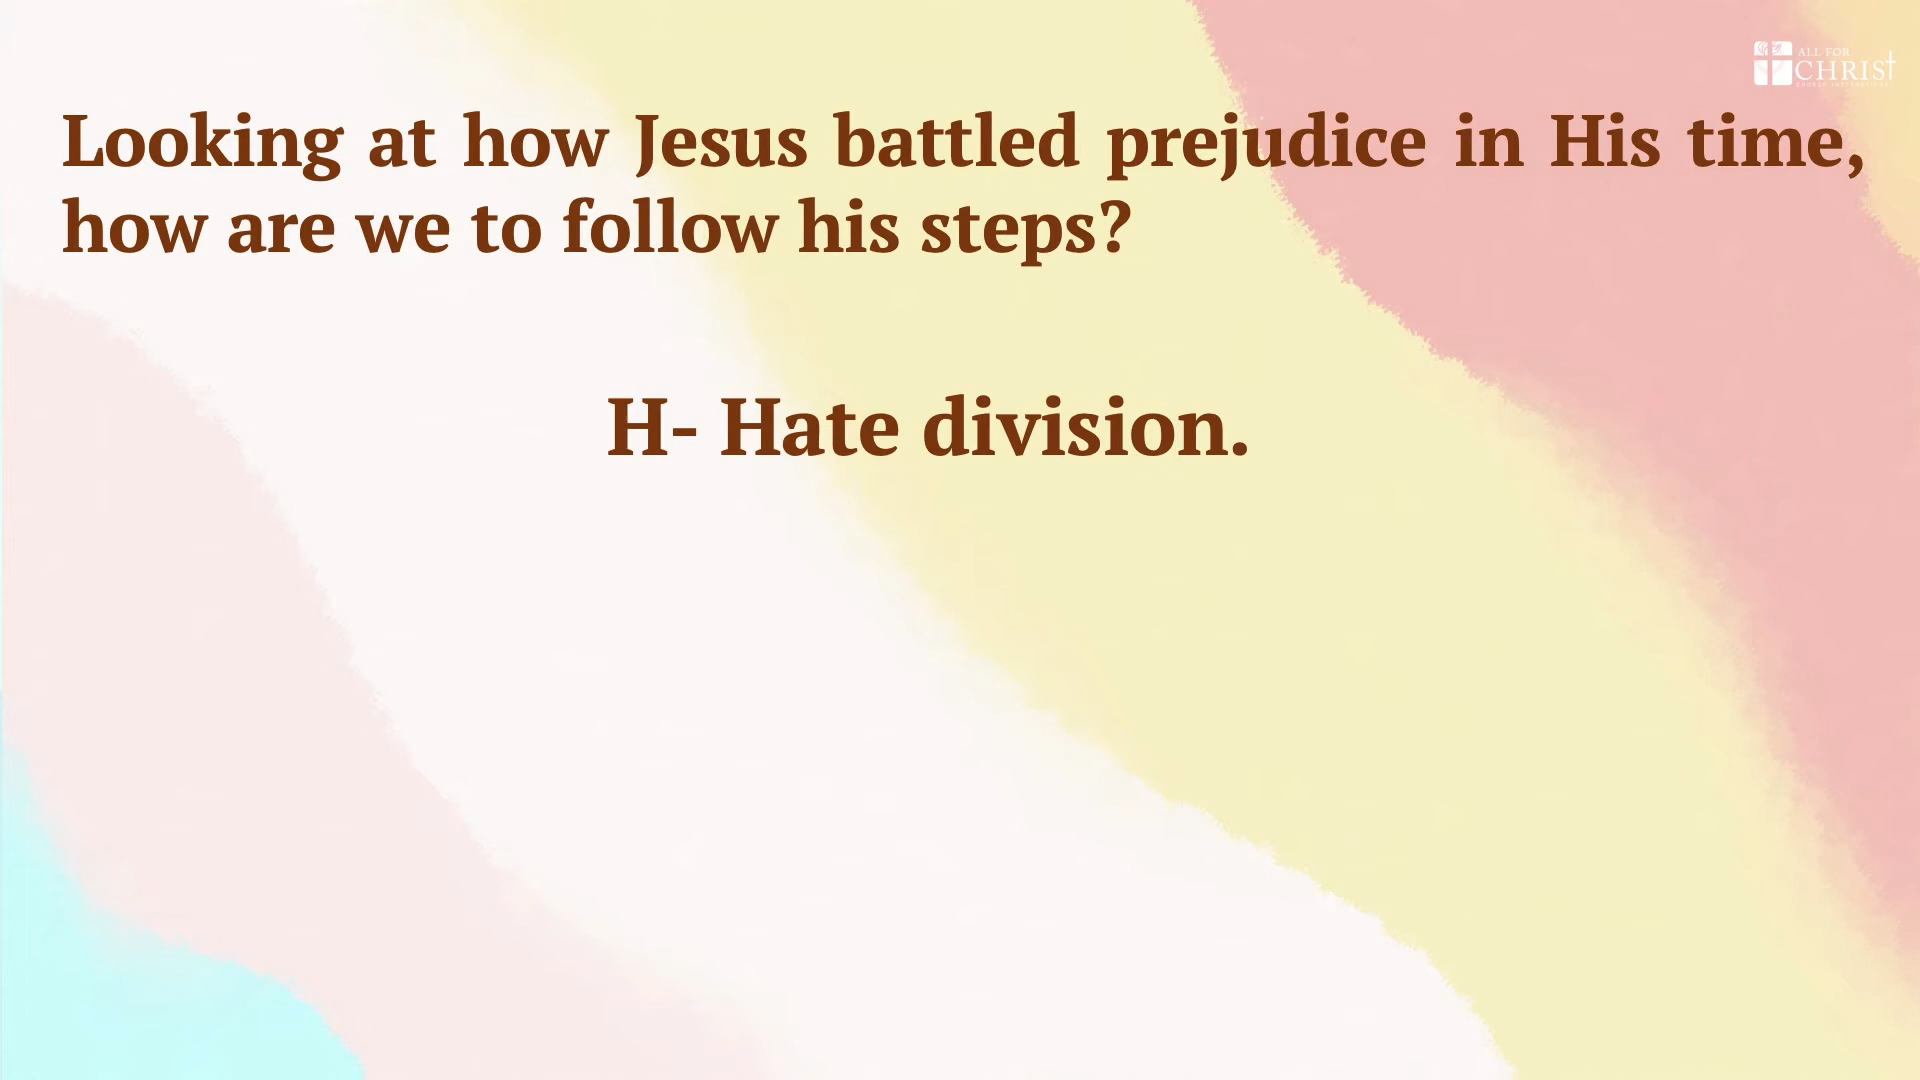 ALL FOR
CHRIST
Looking at how Jesus battled prejudice in His time,
how are we to follow his steps?
H- Hate division.